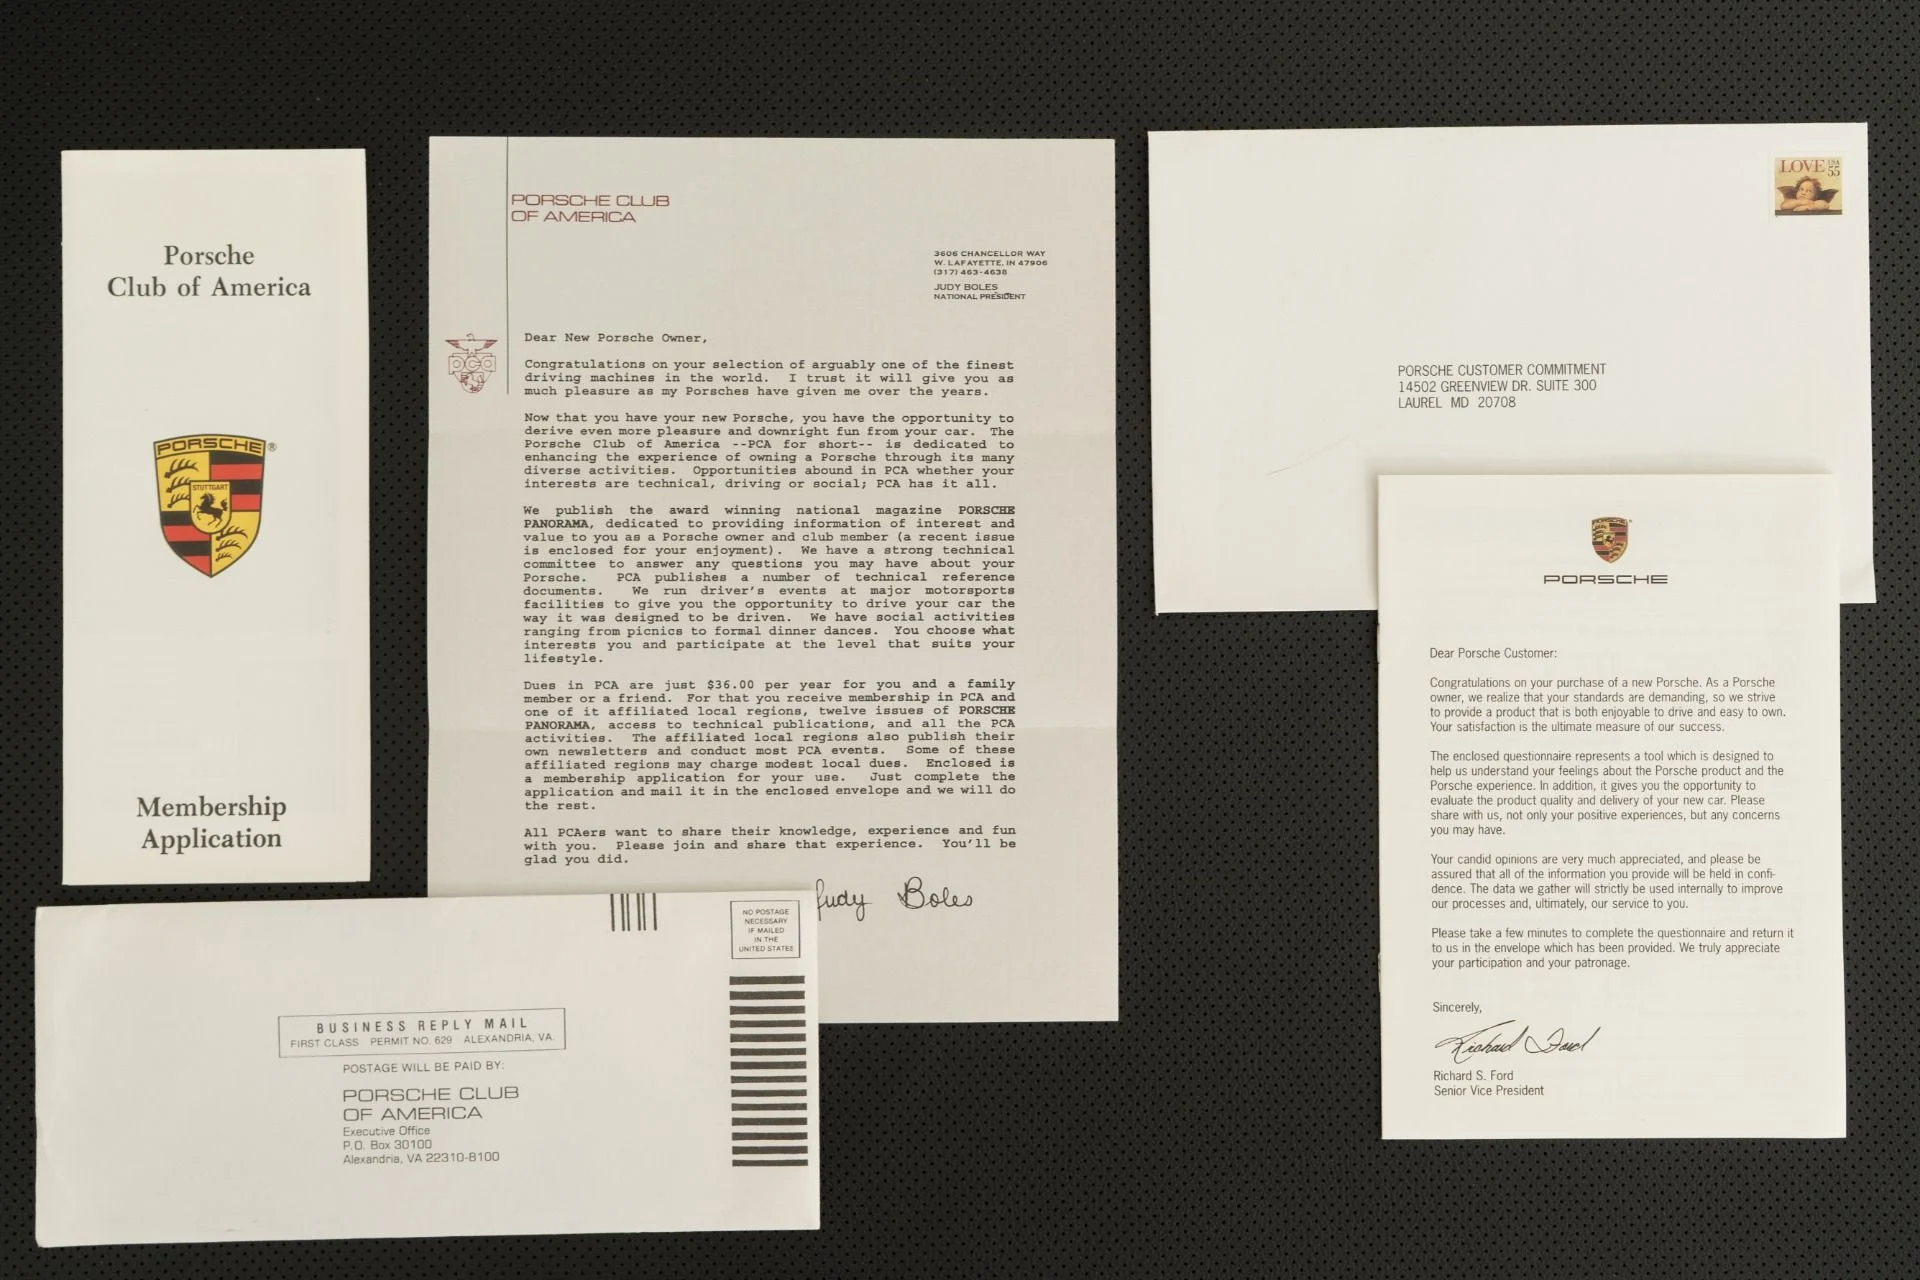 Porsche
Club of America
PORSCHE®
STUTTGART
Membership
Application
PORSCHE CLUB
OF AMERICA
3606 CHANCELLOR WAY
W. LAFAYETTE, IN 47906
(317) 463-4638
JUDY BOLES
NATIONAL PRESIDENT
PCA
Dear New Porsche Owner,
Congratulations on your selection of arguably one of the finest
driving machines in the world. I trust it will give you as
much pleasure as my Porsches have given me over the years.
Now that you have your new Porsche, you have the opportunity to
derive even more pleasure and downright fun from your car. The
Porsche Club of America --PCA for short-- is dedicated to
enhancing the experience of owning a Porsche through its many
diverse activities. Opportunities abound in PCA whether your
interests are technical, driving or social; PCA has it all.
We publish the award winning national magazine PORSCHE
PANORAMA, dedicated to providing information of interest and
value to you as a Porsche owner and club member (a recent issue
is enclosed for your enjoyment). We have a strong technical
committee to answer any questions you may have about your
Porsche. PCA publishes a number of technical reference
documents. We run driver's events at major motorsports
facilities to give you the opportunity to drive your car the
way it was designed to be driven. We have social activities
ranging from picnics to formal dinner dances. You choose what
interests you and participate at the level that suits your
lifestyle.
Dues in PCA are just $36.00 per year for you and a family
member or a friend. For that you receive membership in PCA and
one of it affiliated local regions, twelve issues of PORSCHE
PANORAMA, access to technical publications, and all the PCA
activities. The affiliated local regions also publish their
own newsletters and conduct most PCA events. Some of these
affiliated regions may charge modest local dues. Enclosed is
a membership application for your use. Just complete the
application and mail it in the enclosed envelope and we will do
the rest.
All PCAers want to share their knowledge, experience and fun
with you. Please join and share that experience. You'll be
glad you did.
Judy Boles
NO POSTAGE
NECESSARY
IF MAILED
IN THE
UNITED STATES
BUSINESS REPLY MAIL
FIRST CLASS PERMIT NO. 629 ALEXANDRIA, VA.
POSTAGE WILL BE PAID BY:
PORSCHE CLUB
OF AMERICA
Executive Office
P.O. Box 30100
Alexandria, VA 22310-8100
LOVE USA
55
PORSCHE CUSTOMER COMMITMENT
14502 GREENVIEW DR. SUITE 300
LAUREL MD 20708
PORSCHE
PORSCHE
Dear Porsche Customer:
Congratulations on your purchase of a new Porsche. As a Porsche
owner, we realize that your standards are demanding, so we strive
to provide a product that is both enjoyable to drive and easy to own.
Your satisfaction is the ultimate measure of our success.
The enclosed questionnaire represents a tool which is designed to
help us understand your feelings about the Porsche product and the
Porsche experience. In addition, it gives you the opportunity to
evaluate the product quality and delivery of your new car. Please
share with us, not only your positive experiences, but any concerns
you may have.
Your candid opinions are very much appreciated, and please be
assured that all of the information you provide will be held in confi-
dence. The data we gather will strictly be used internally to improve
our processes and, ultimately, our service to you.
Please take a few minutes to complete the questionnaire and return it
to us in the envelope which has been provided. We truly appreciate
your participation and your patronage.
Sincerely,
Richard Ford
Richard S. Ford
Senior Vice President